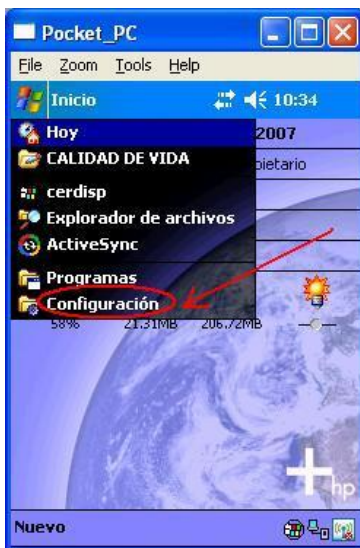 Pocket_PC
File Zoom Tools Help
Inicio 10:34
Hoy 2007
CALIDAD DE VIDA pietario
cerdisp
Explorador de archivos
ActiveSync
Programas
Configuración
58% 21.31MB 206.72MB
hp
Nuevo